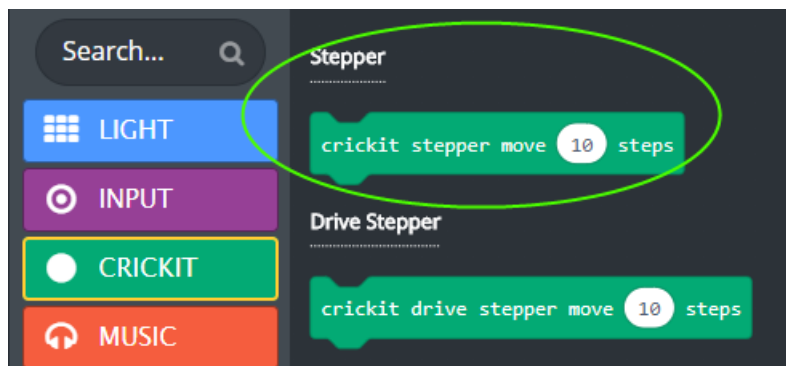 Search...
LIGHT
INPUT
CRICKIT
MUSIC
Stepper
crickit stepper move 10 steps
Drive Stepper
crickit drive stepper move 10 steps